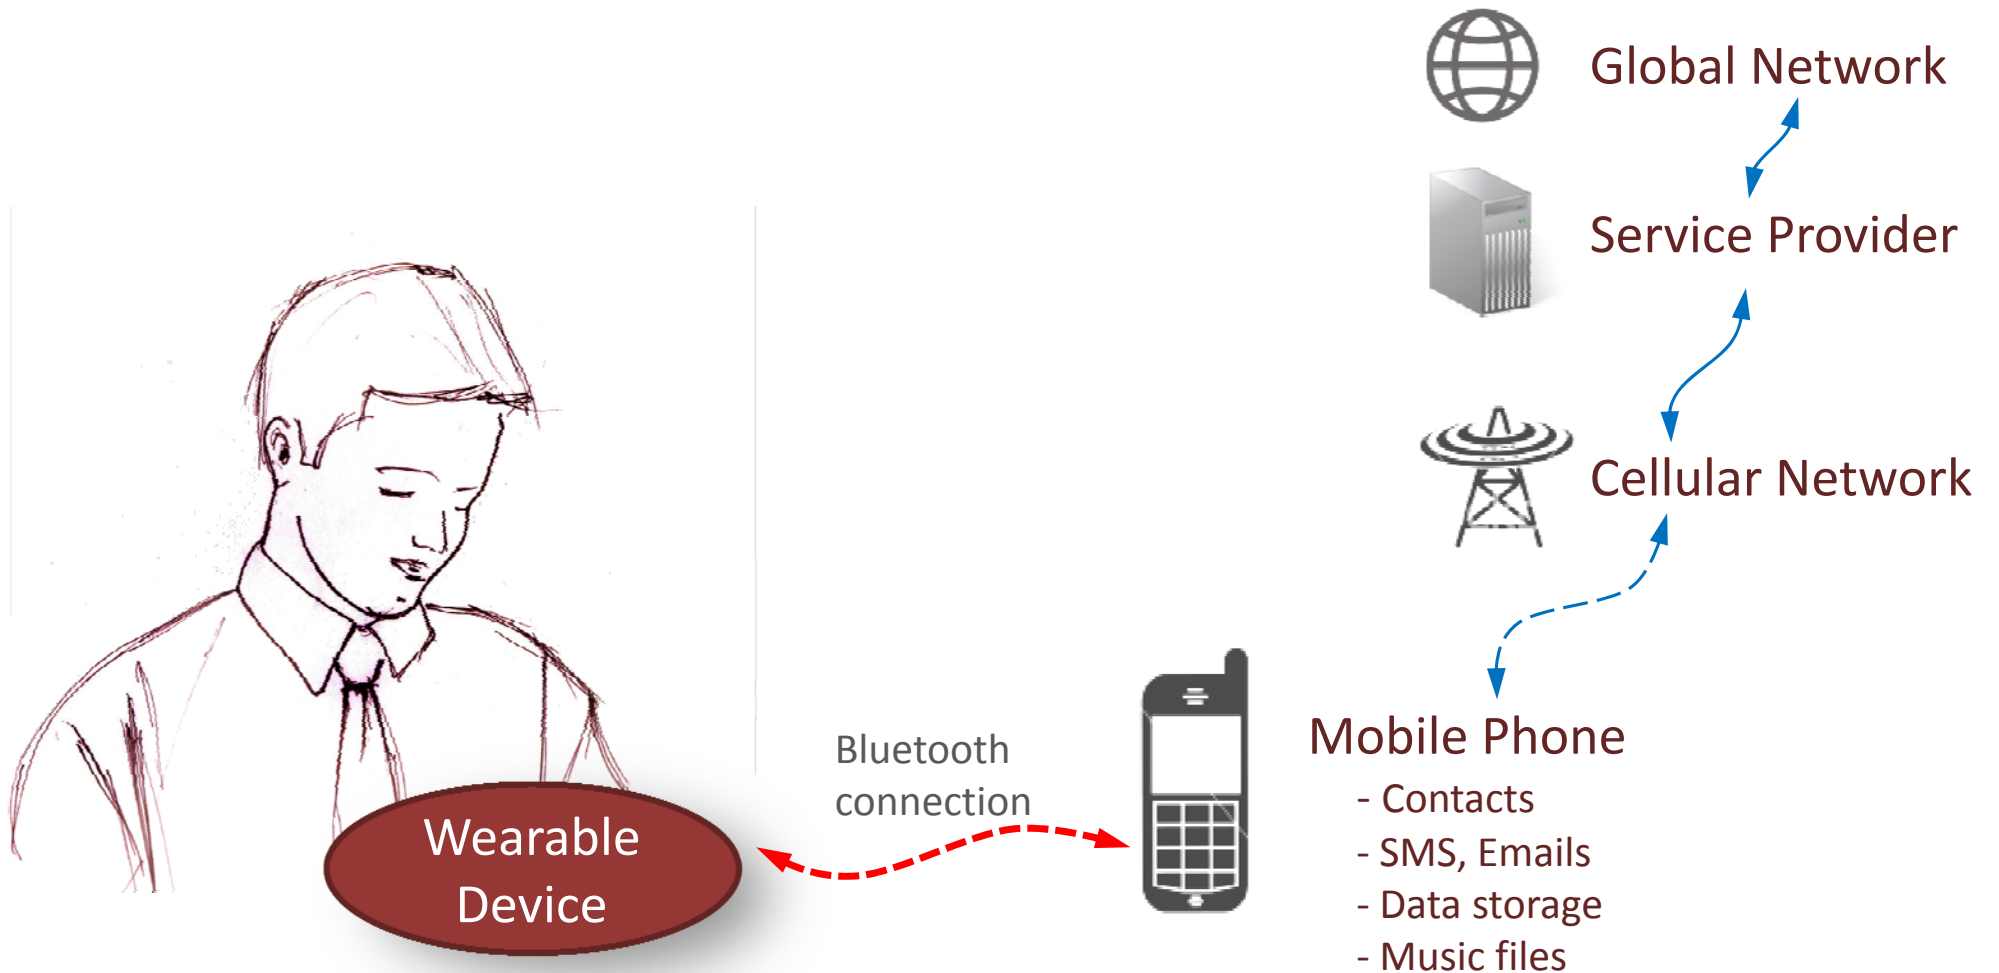 Global Network
Service Provider
Cellular Network
Mobile Phone
- Contacts
- SMS, Emails
- Data storage
- Music files
Bluetooth
connection
Wearable
Device